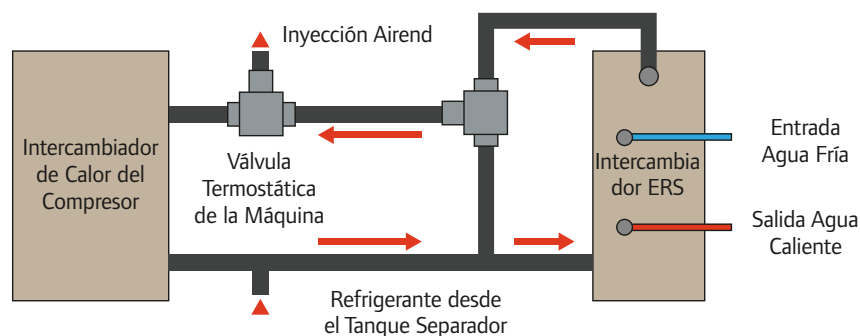 Inyección Airend
Intercambiador
de Calor del
Compresor
Válvula
Termostática
de la Máquina
Intercambia
dor ERS
Entrada
Agua Fría
Salida Agua
Caliente
Refrigerante desde
el Tanque Separador